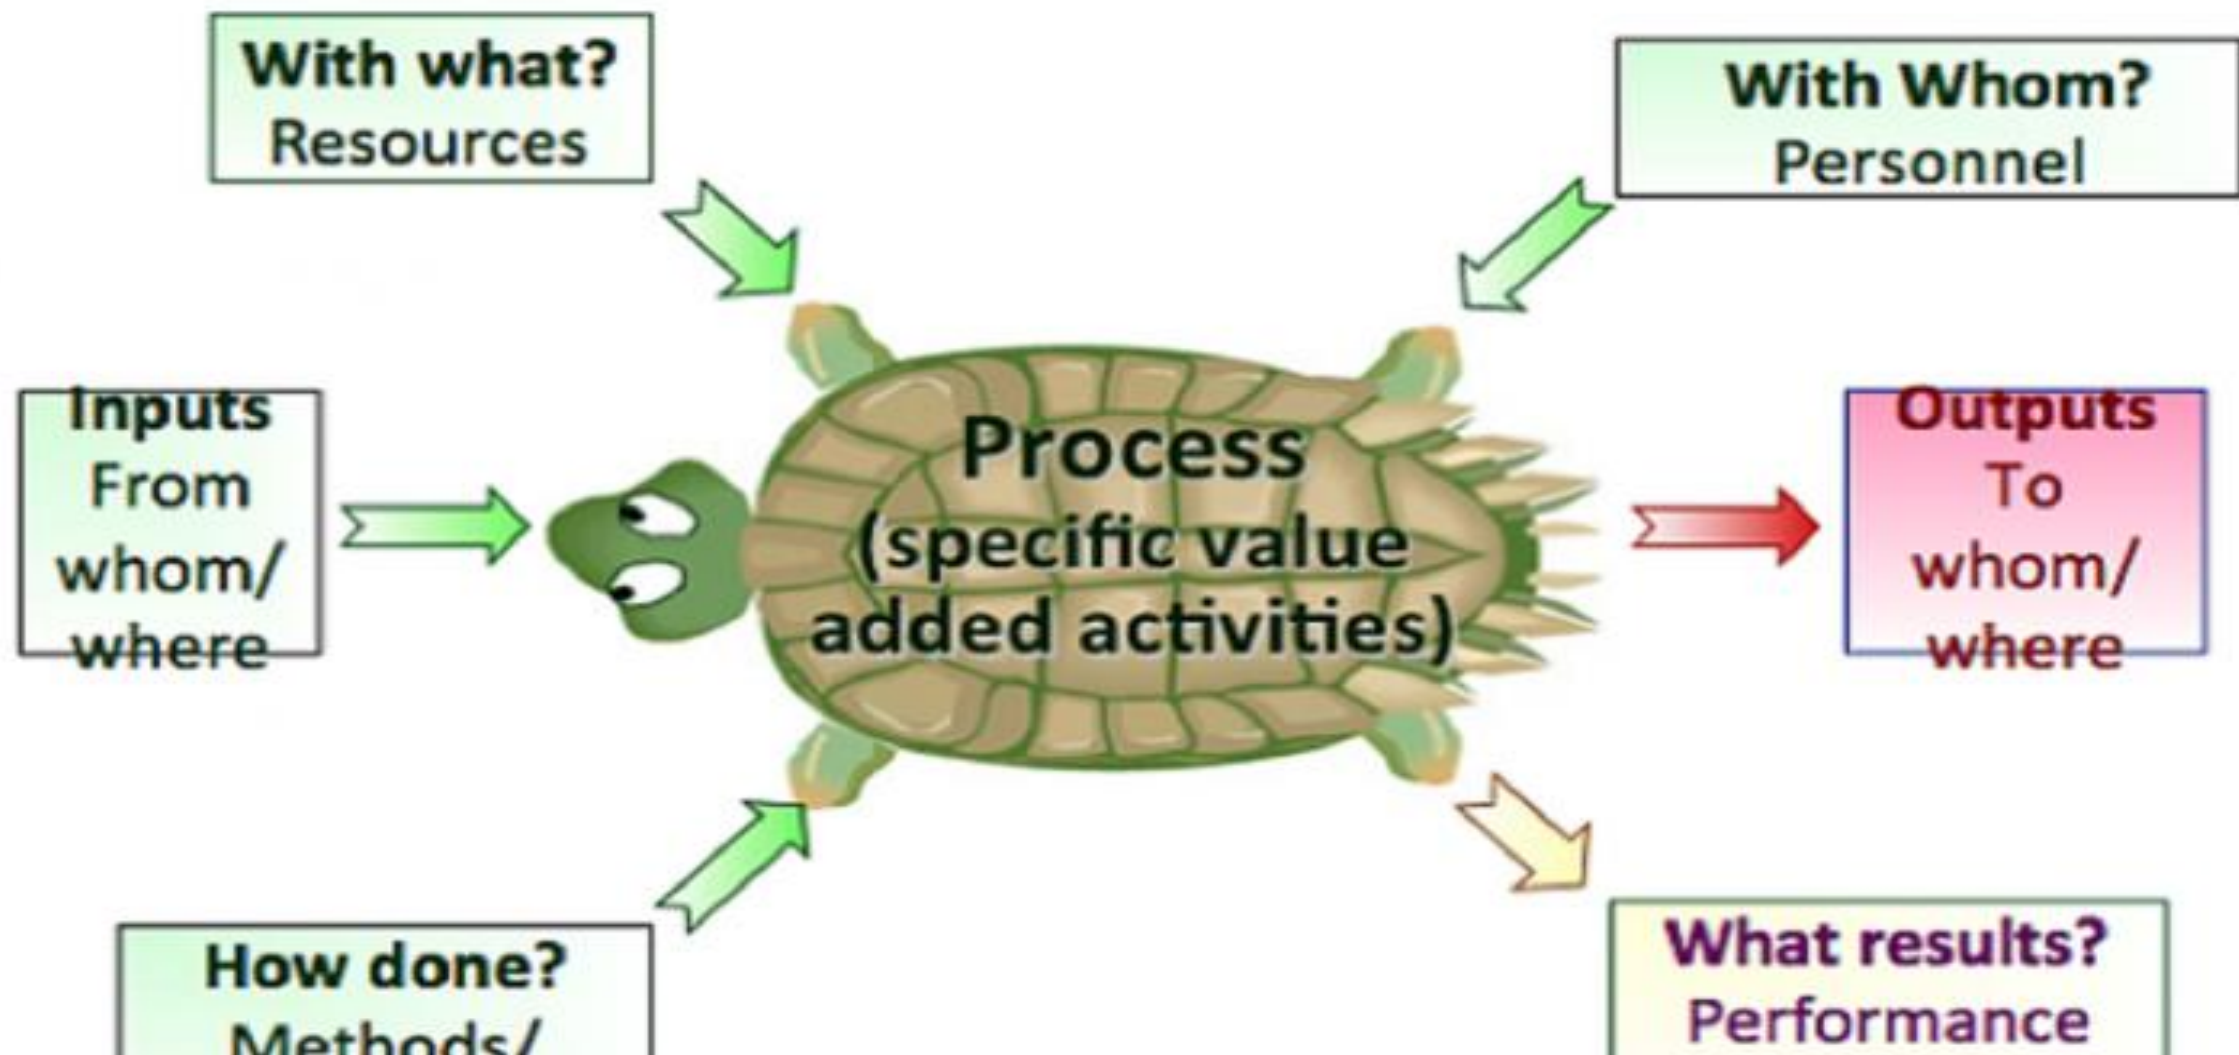 With what?
Resources
With Whom?
Personnel
Inputs
From
whom/
where
Process
(specific value
added activities)
Outputs
To
whom/
where
How done?
Methods/
What results?
Performance